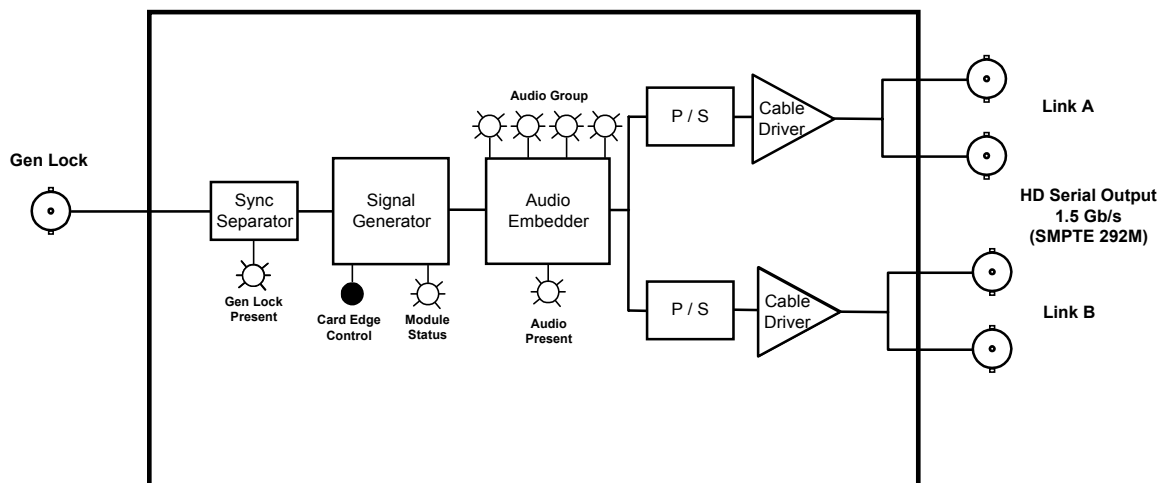 Gen Lock
Sync
Separator
Gen Lock
Present
Signal
Generator
Card Edge
Control
Module
Status
Audio Group
Audio
Embedder
Audio
Present
P / S
Cable
Driver
P / S
Cable
Driver
Link A
HD Serial Output
1.5 Gb/s
(SMPTE 292M)
Link B